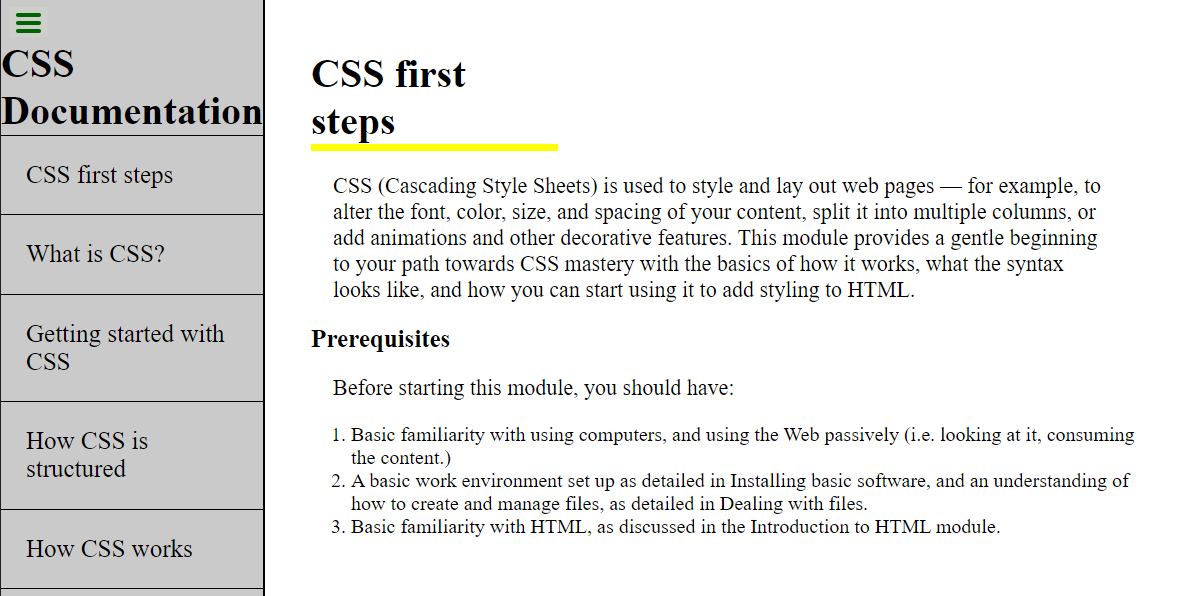 CSS
Documentation
CSS first steps
What is CSS?
Getting started with
CSS
How CSS is
structured
How CSS works
CSS first
steps
CSS (Cascading Style Sheets) is used to style and lay out web pages — for example, to
alter the font, color, size, and spacing of your content, split it into multiple columns, or
add animations and other decorative features. This module provides a gentle beginning
to your path towards CSS mastery with the basics of how it works, what the syntax
looks like, and how you can start using it to add styling to HTML.
Prerequisites
Before starting this module, you should have:
1. Basic familiarity with using computers, and using the Web passively (i.e. looking at it, consuming
the content.)
2. A basic work environment set up as detailed in Installing basic software, and an understanding of
how to create and manage files, as detailed in Dealing with files.
3. Basic familiarity with HTML, as discussed in the Introduction to HTML module.